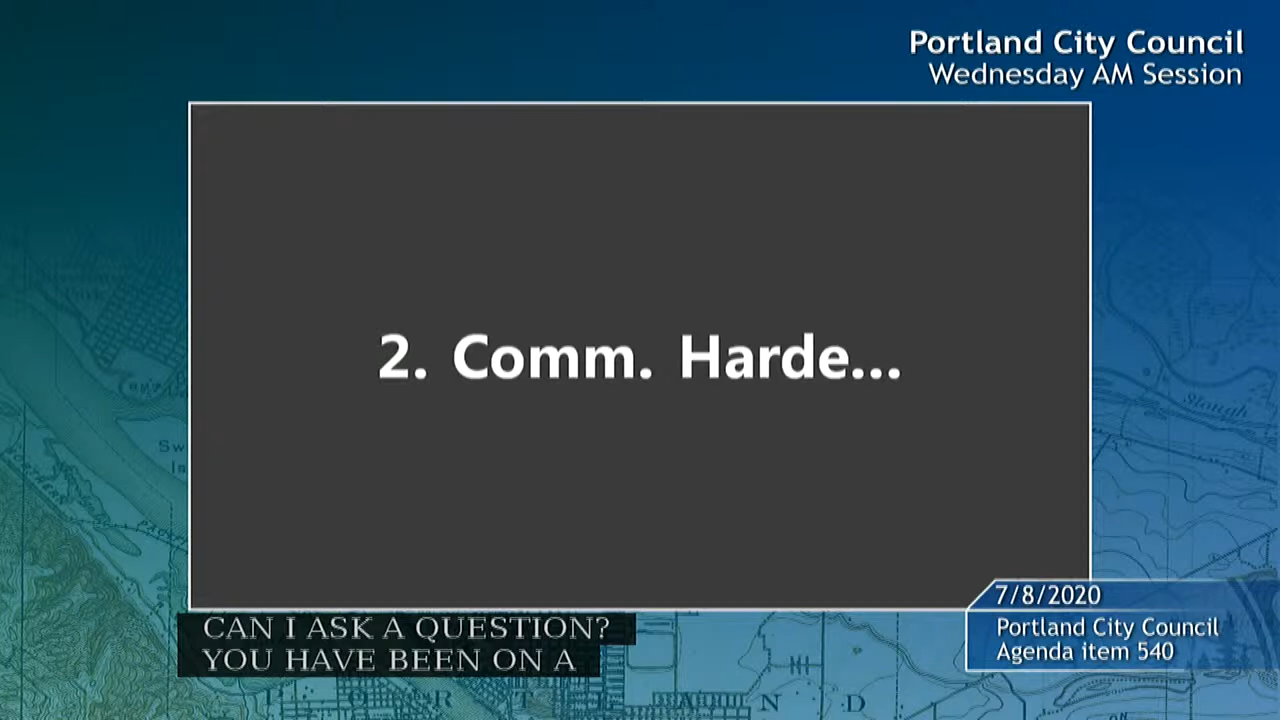 Portland City Council
Wednesday AM Session
2. Comm. Harde...
CAN I ASK A QUESTION?
YOU HAVE BEEN ON A
7/8/2020
Portland City Council
Agenda item 540
Slough
P O R T L A N D